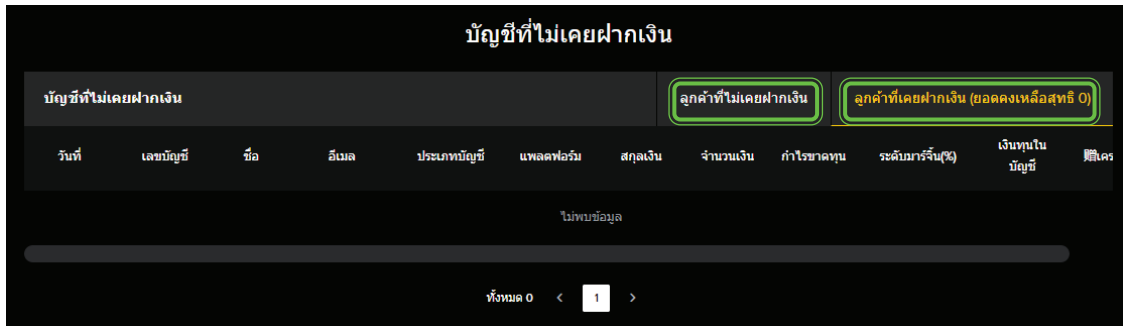 บัญชีที่ไม่เคยฝากเงิน
บัญชีที่ไม่เคยฝากเงิน ลูกค้าที่ไม่เคยฝากเงิน ลูกค้าที่เคยฝากเงิน (ยอดคงเหลือสุทธิ 0)
วันที่ เลขบัญชี ชื่อ อีเมล ประเภทบัญชี แพลตฟอร์ม สกุลเงิน จำนวนเงิน กำไรขาดทุน ระดับมาร์จิ้น(%) เงินทุนใน
บัญชี
ไม่พบข้อมูล
ทั้งหมด 0 < 1 >